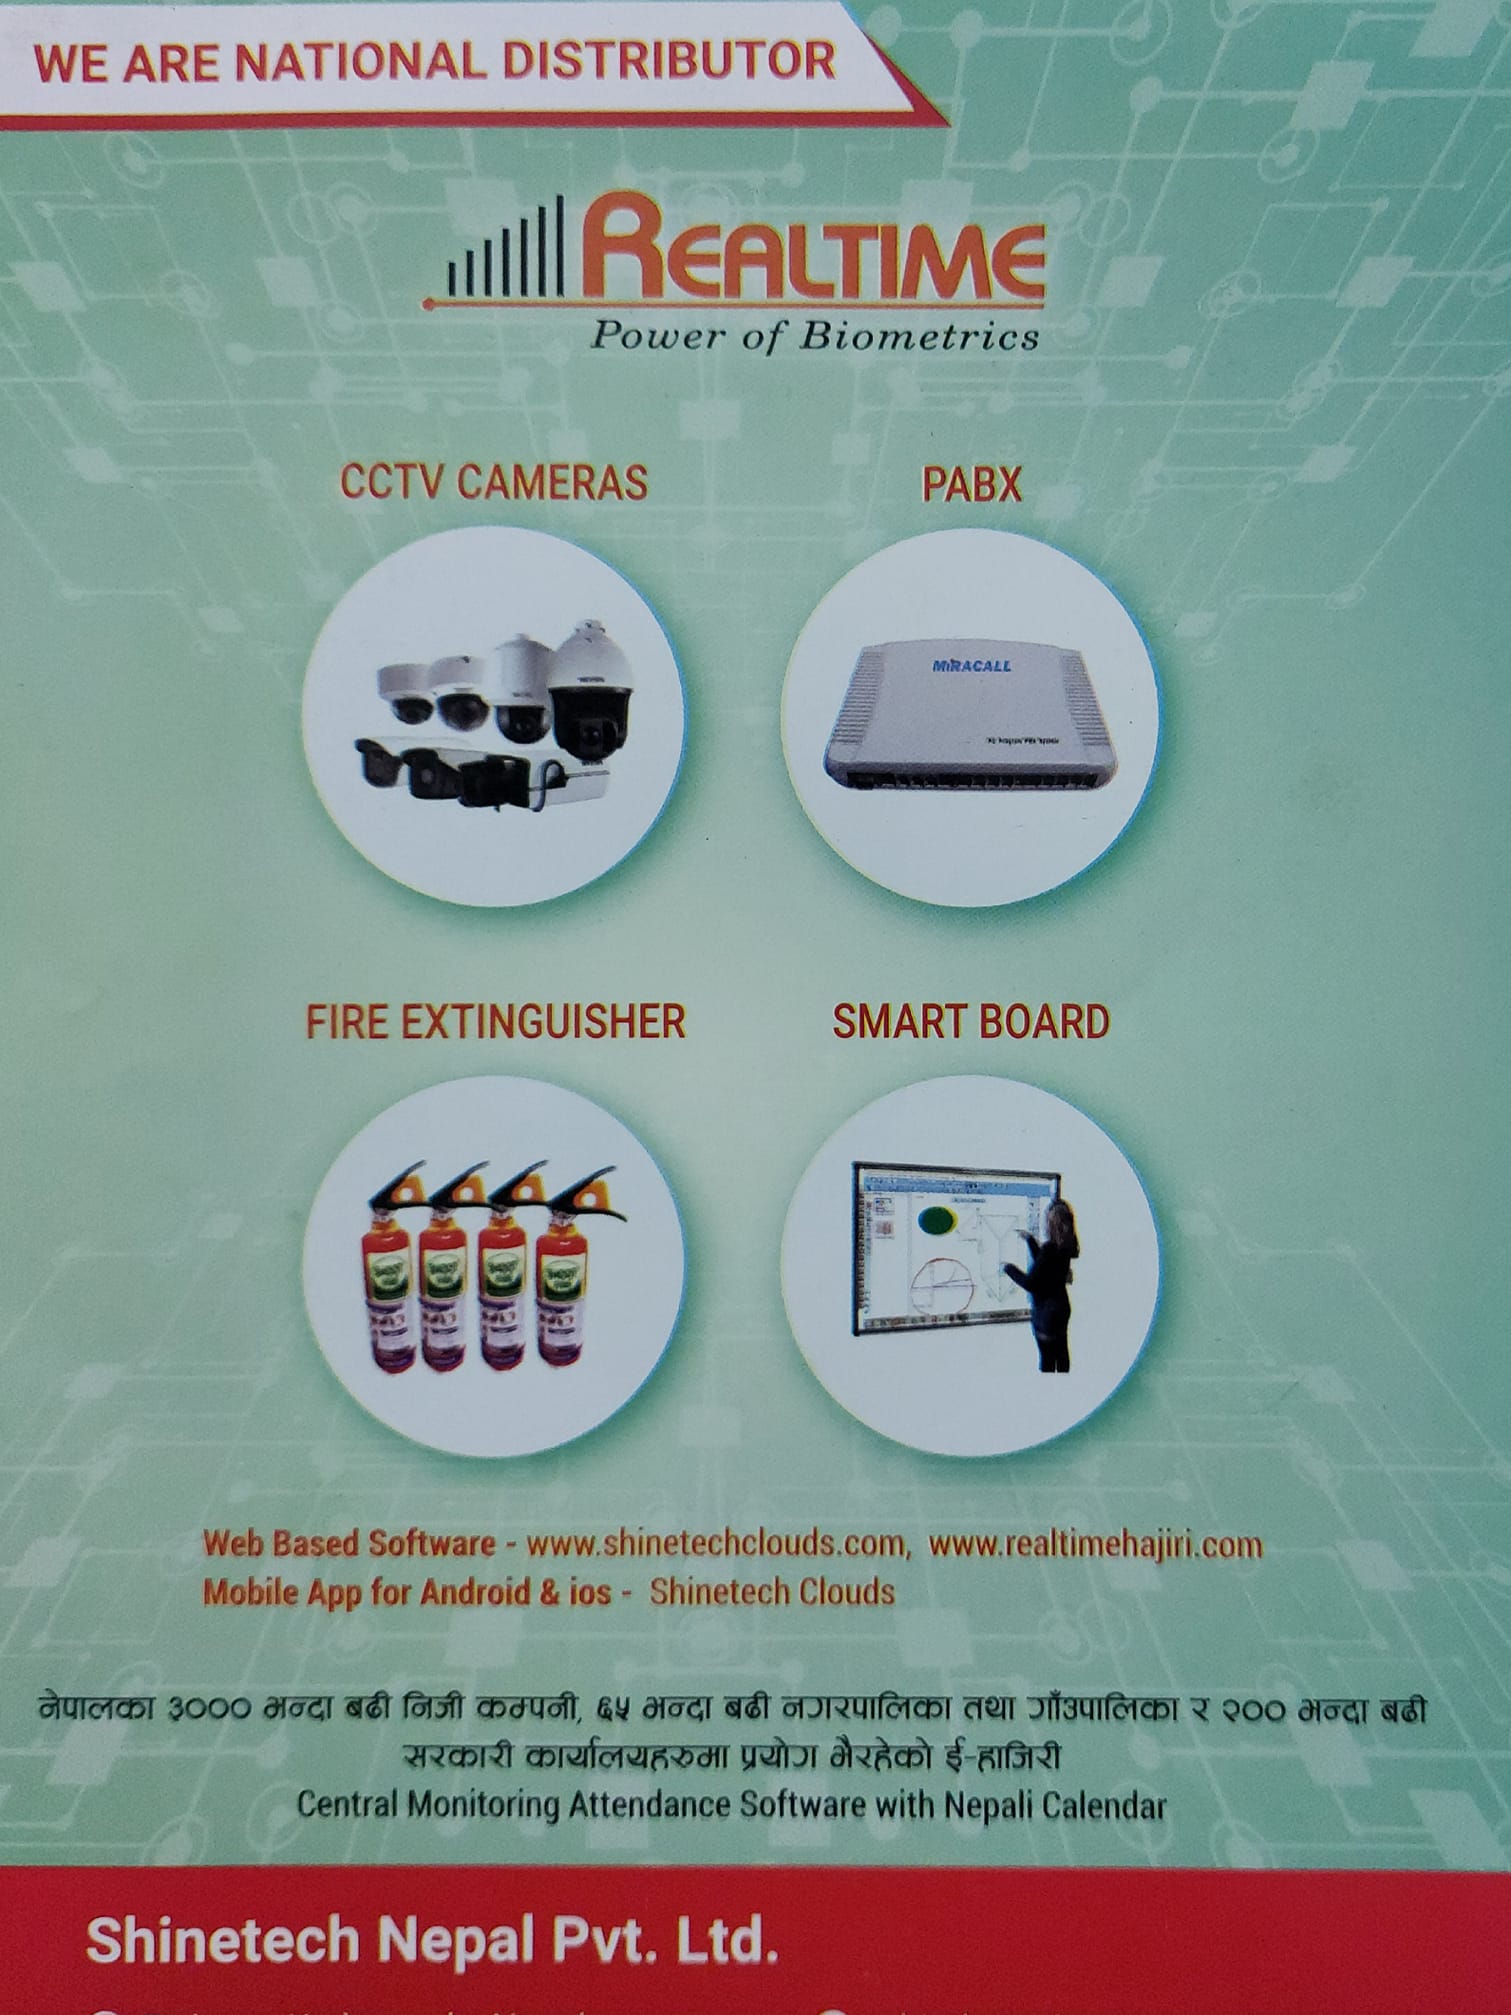 WE ARE NATIONAL DISTRIBUTOR
REALTIME
Power of Biometrics
CCTV CAMERAS
PABX
MIRACALL
FIRE EXTINGUISHER
SMART BOARD
Web Based Software - www.shinetechclouds.com, www.realtimehajiri.com
Mobile App for Android & ios - Shinetech Clouds
नेपालका ३००० भन्दा बढी निजी कम्पनी, ६५ भन्दा बढी नगरपालिका तथा गाँउपालिका र २०० भन्दा बढी
सरकारी कार्यालयहरुमा प्रयोग भैरहेको ई-हाजिरी
Central Monitoring Attendance Software with Nepali Calendar
Shinetech Nepal Pvt. Ltd.